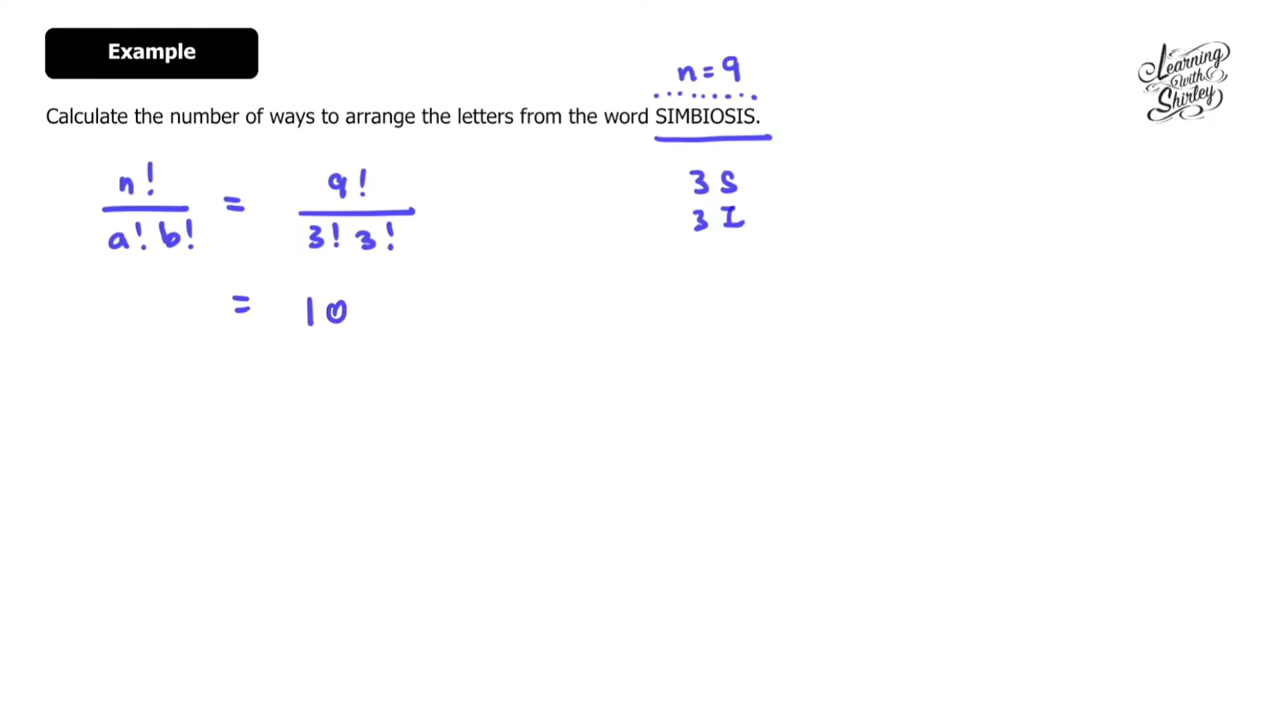 Example
Learning
with
Shirley
n = 9
Calculate the number of ways to arrange the letters from the word SIMBIOSIS.
n! / a! b! = 9! / 3! 3!
3 S
3 I
= 100